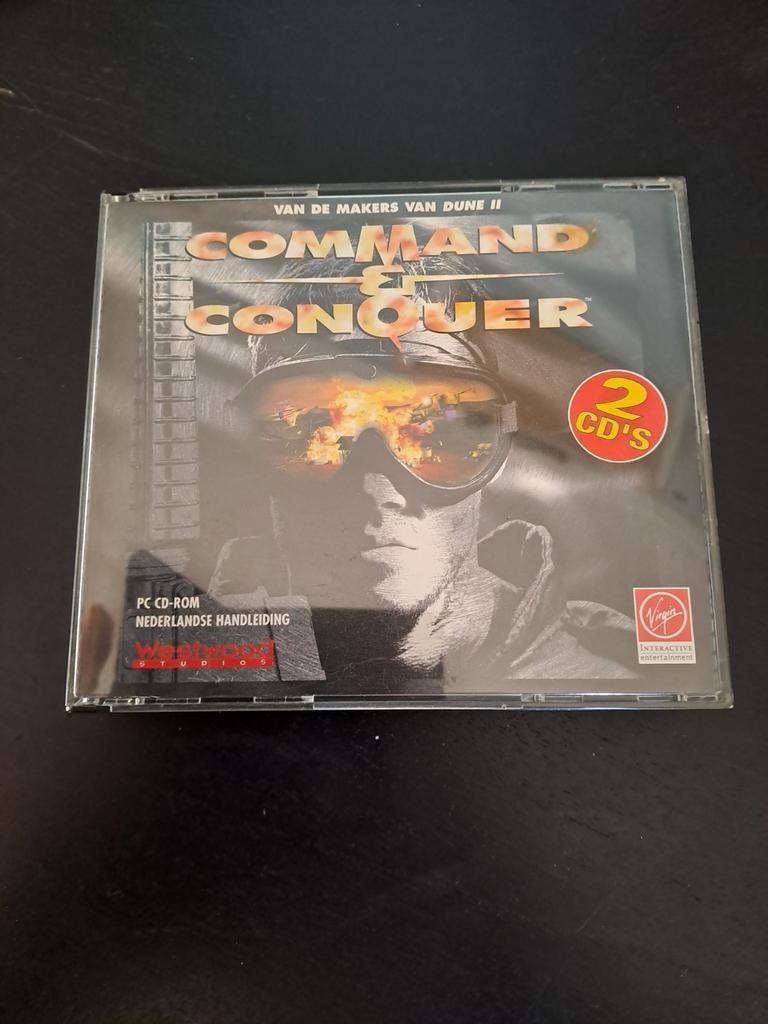 VAN DE MAKERS VAN DUNE II
COMMAND
&
CONQUER™
2
CD'S
PC CD-ROM
NEDERLANDSE HANDLEIDING
Westwood
STUDIOS
Virgin
INTERACTIVE
entertainment